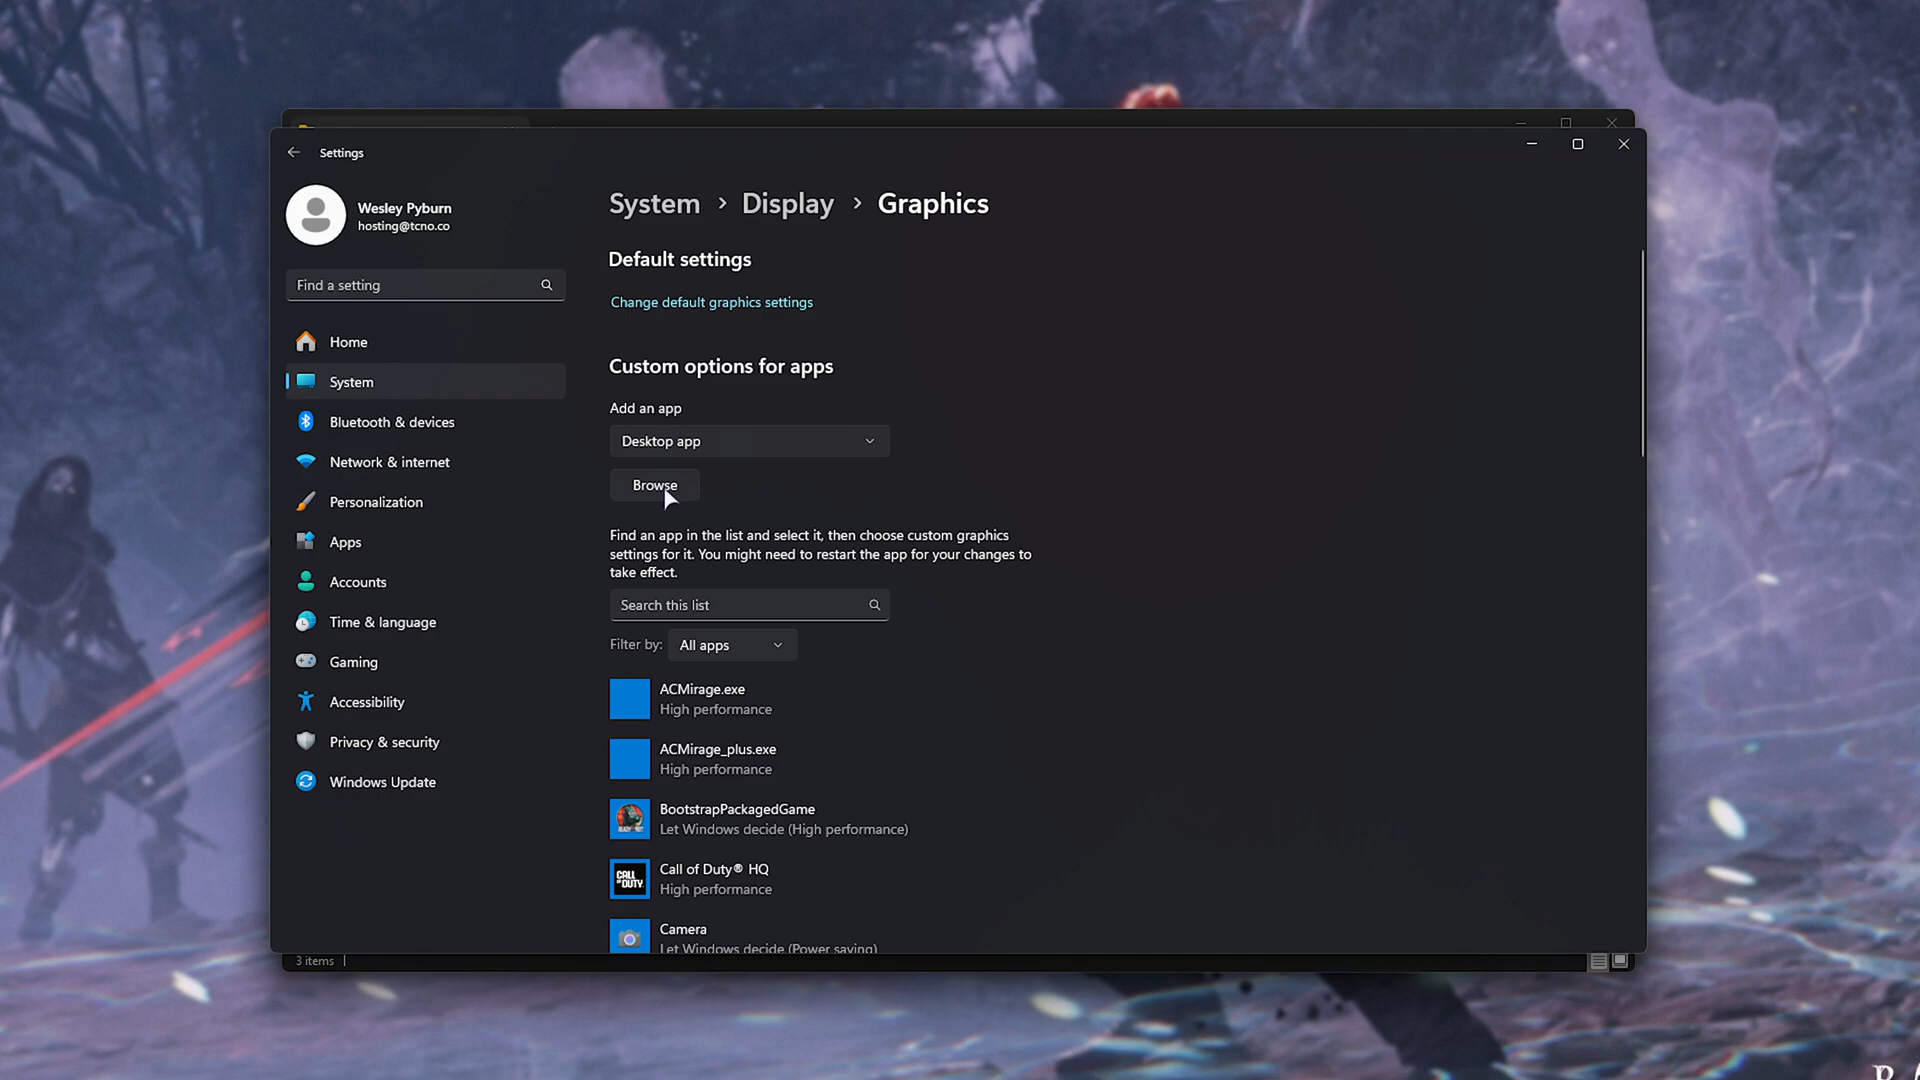 Settings
Wesley Pyburn
hosting@tcno.co
Find a setting
Home
System
Bluetooth & devices
Network & internet
Personalization
Apps
Accounts
Time & language
Gaming
Accessibility
Privacy & security
Windows Update
System › Display › Graphics
Default settings
Change default graphics settings
Custom options for apps
Add an app
Desktop app
Browse
Find an app in the list and select it, then choose custom graphics
settings for it. You might need to restart the app for your changes to
take effect.
Search this list
Filter by: All apps
ACMirage.exe
High performance
ACMirage_plus.exe
High performance
BootstrapPackagedGame
Let Windows decide (High performance)
CALL OF DUTY
Call of Duty® HQ
High performance
Camera
Let Windows decide (Power saving)
3 items